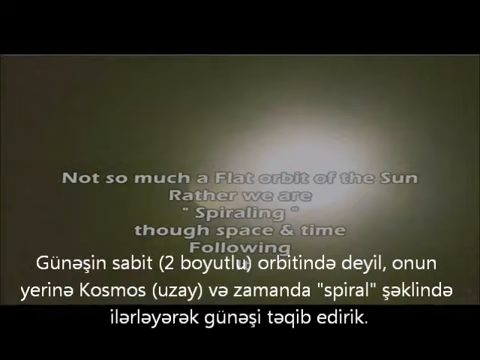 Not so much a Flat orbit of the Sun
Rather we are
" Spiraling "
though space & time
Following
Günəşin sabit (2 boyutlu) orbitində deyil, onun
yerinə Kosmos (uzay) və zamanda "spiral" şəklində
ilərləyərək günəşi təqib edirik.